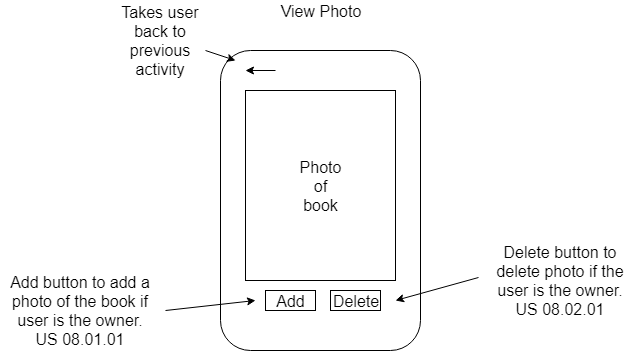 Takes user
back to
previous
activity
View Photo
Photo
of
book
Add button to add a
photo of the book if
user is the owner.
US 08.01.01
Add
Delete
Delete button to
delete photo if the
user is the owner.
US 08.02.01